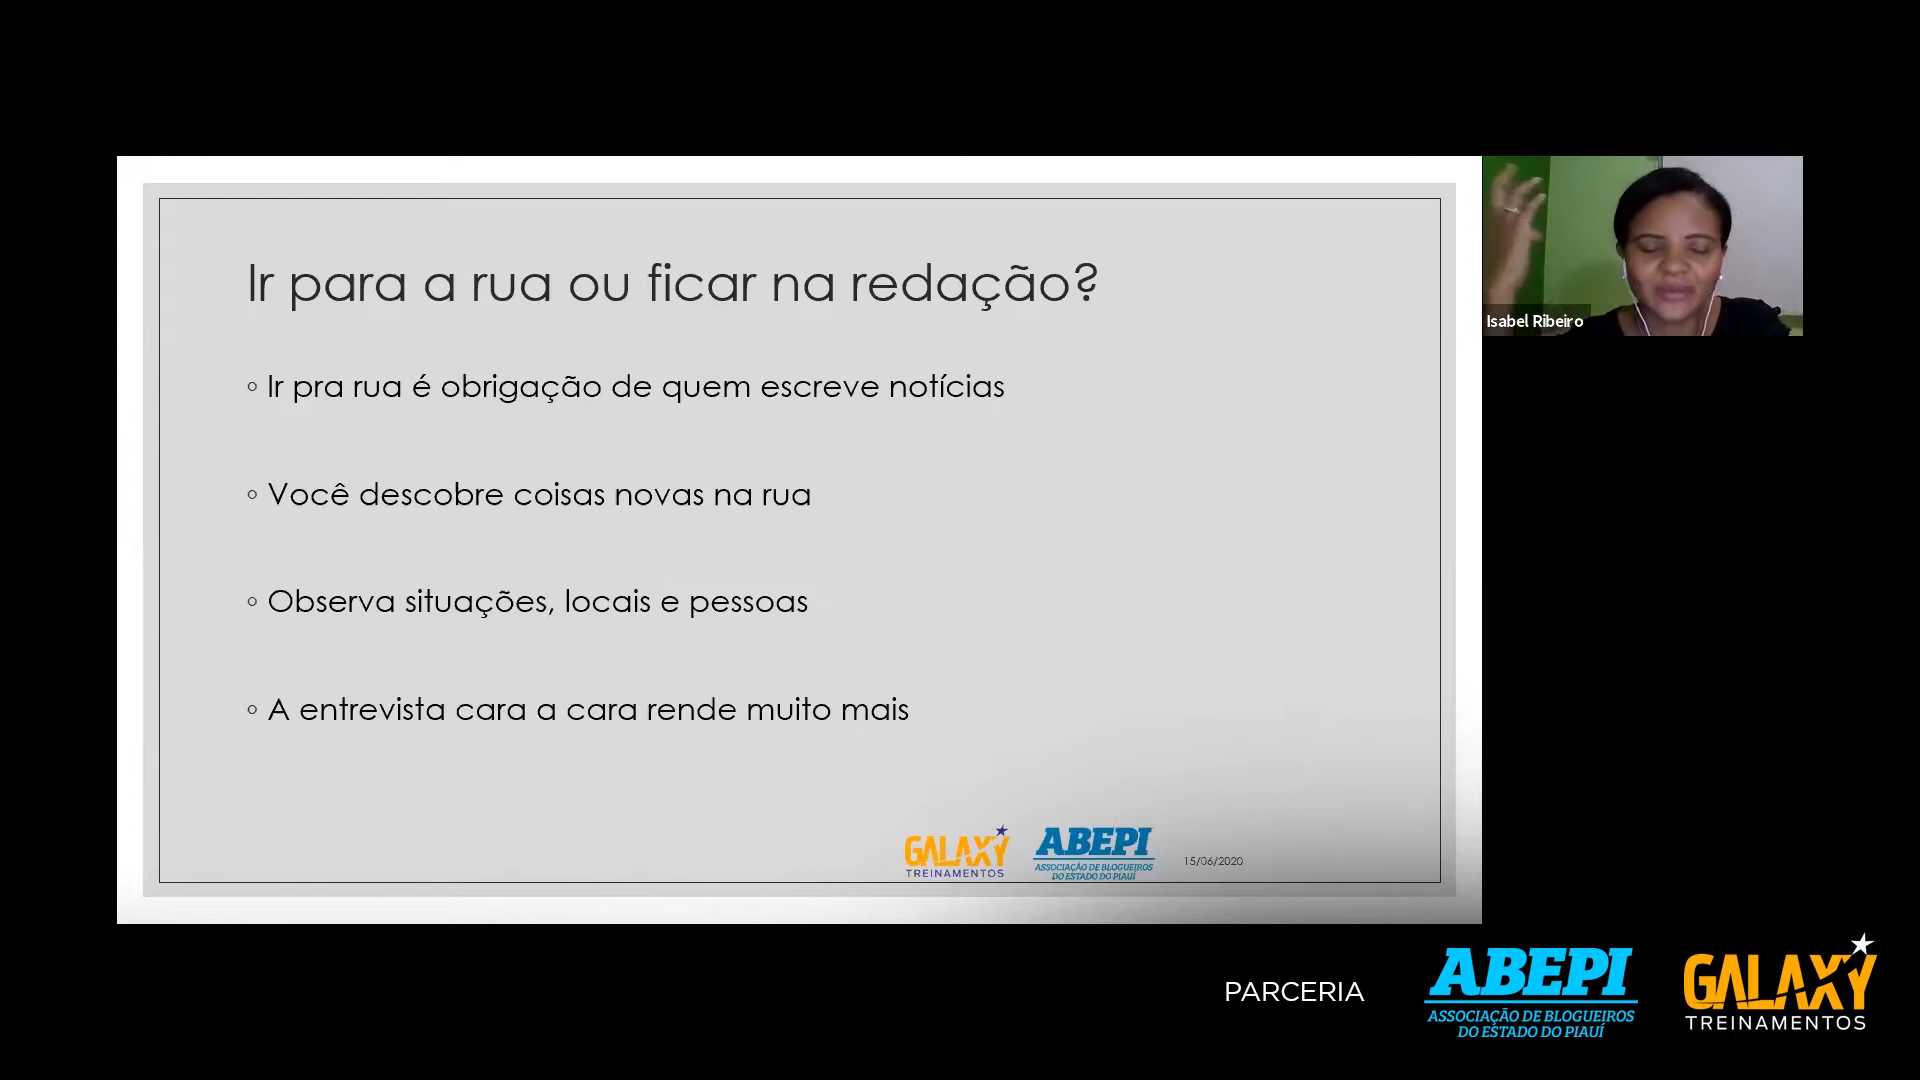 Ir para a rua ou ficar na redação?
Isabel Ribeiro
◦ Ir pra rua é obrigação de quem escreve notícias
◦ Você descobre coisas novas na rua
◦ Observa situações, locais e pessoas
◦ A entrevista cara a cara rende muito mais
GALAXY
TREINAMENTOS
ABEPI
ASSOCIAÇÃO DE BLOGUEIROS
DO ESTADO DO PIAUÍ
15/06/2020
PARCERIA
ABEPI
ASSOCIAÇÃO DE BLOGUEIROS
DO ESTADO DO PIAUÍ
GALAXY
TREINAMENTOS